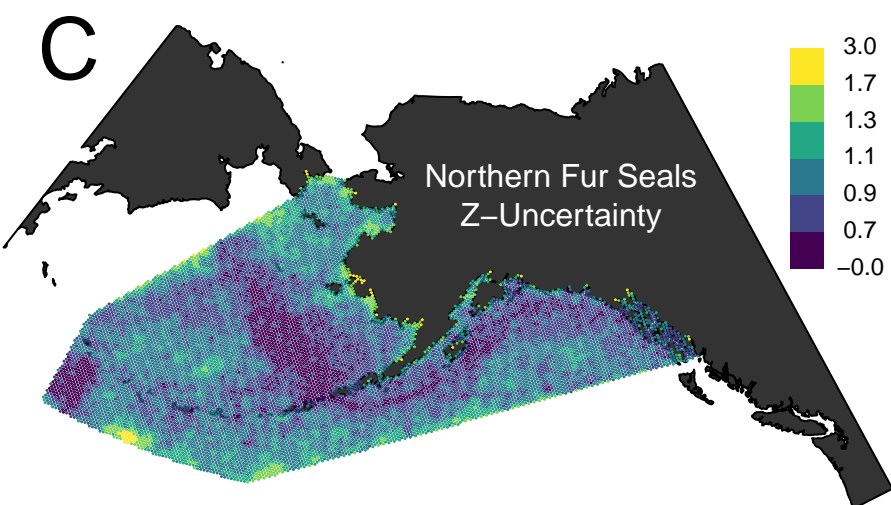 C
Northern Fur Seals
Z–Uncertainty
3.0
1.7
1.3
1.1
0.9
0.7
–0.0